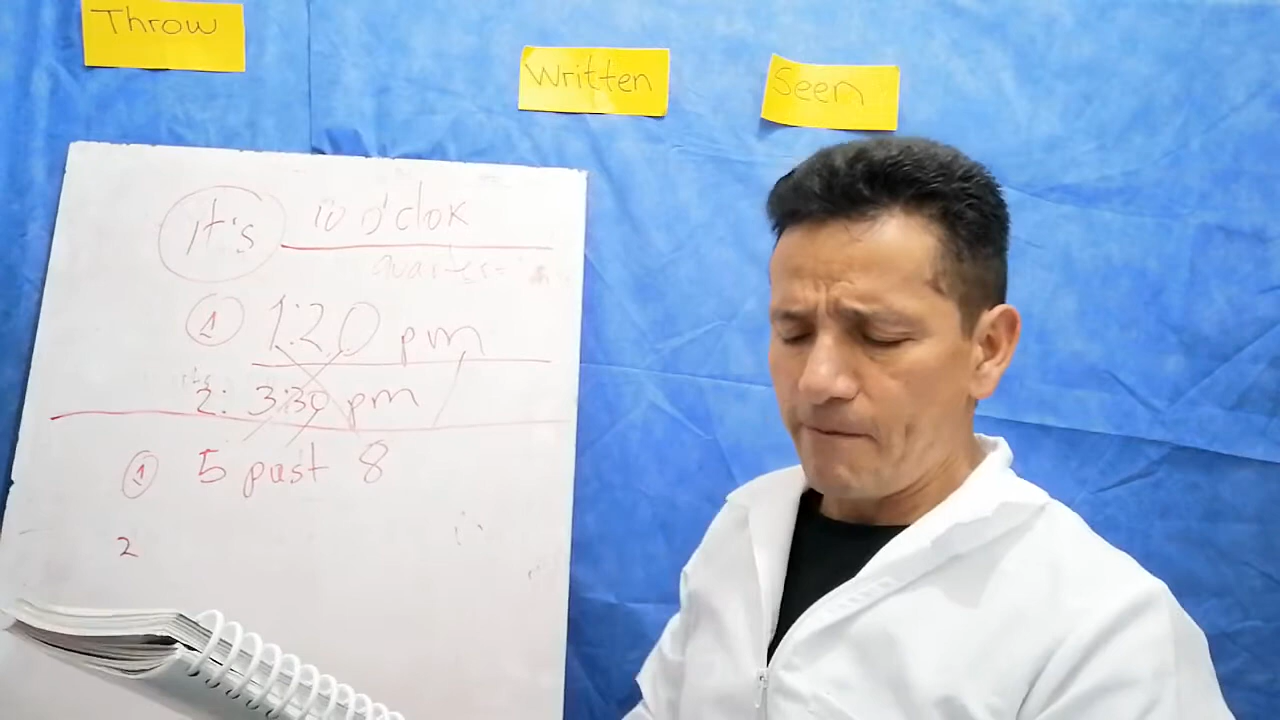 Throw
Written
Seen
it's 10 o'clok
1 1:20 pm
2: 3:30 pm
1 5 past 8
2